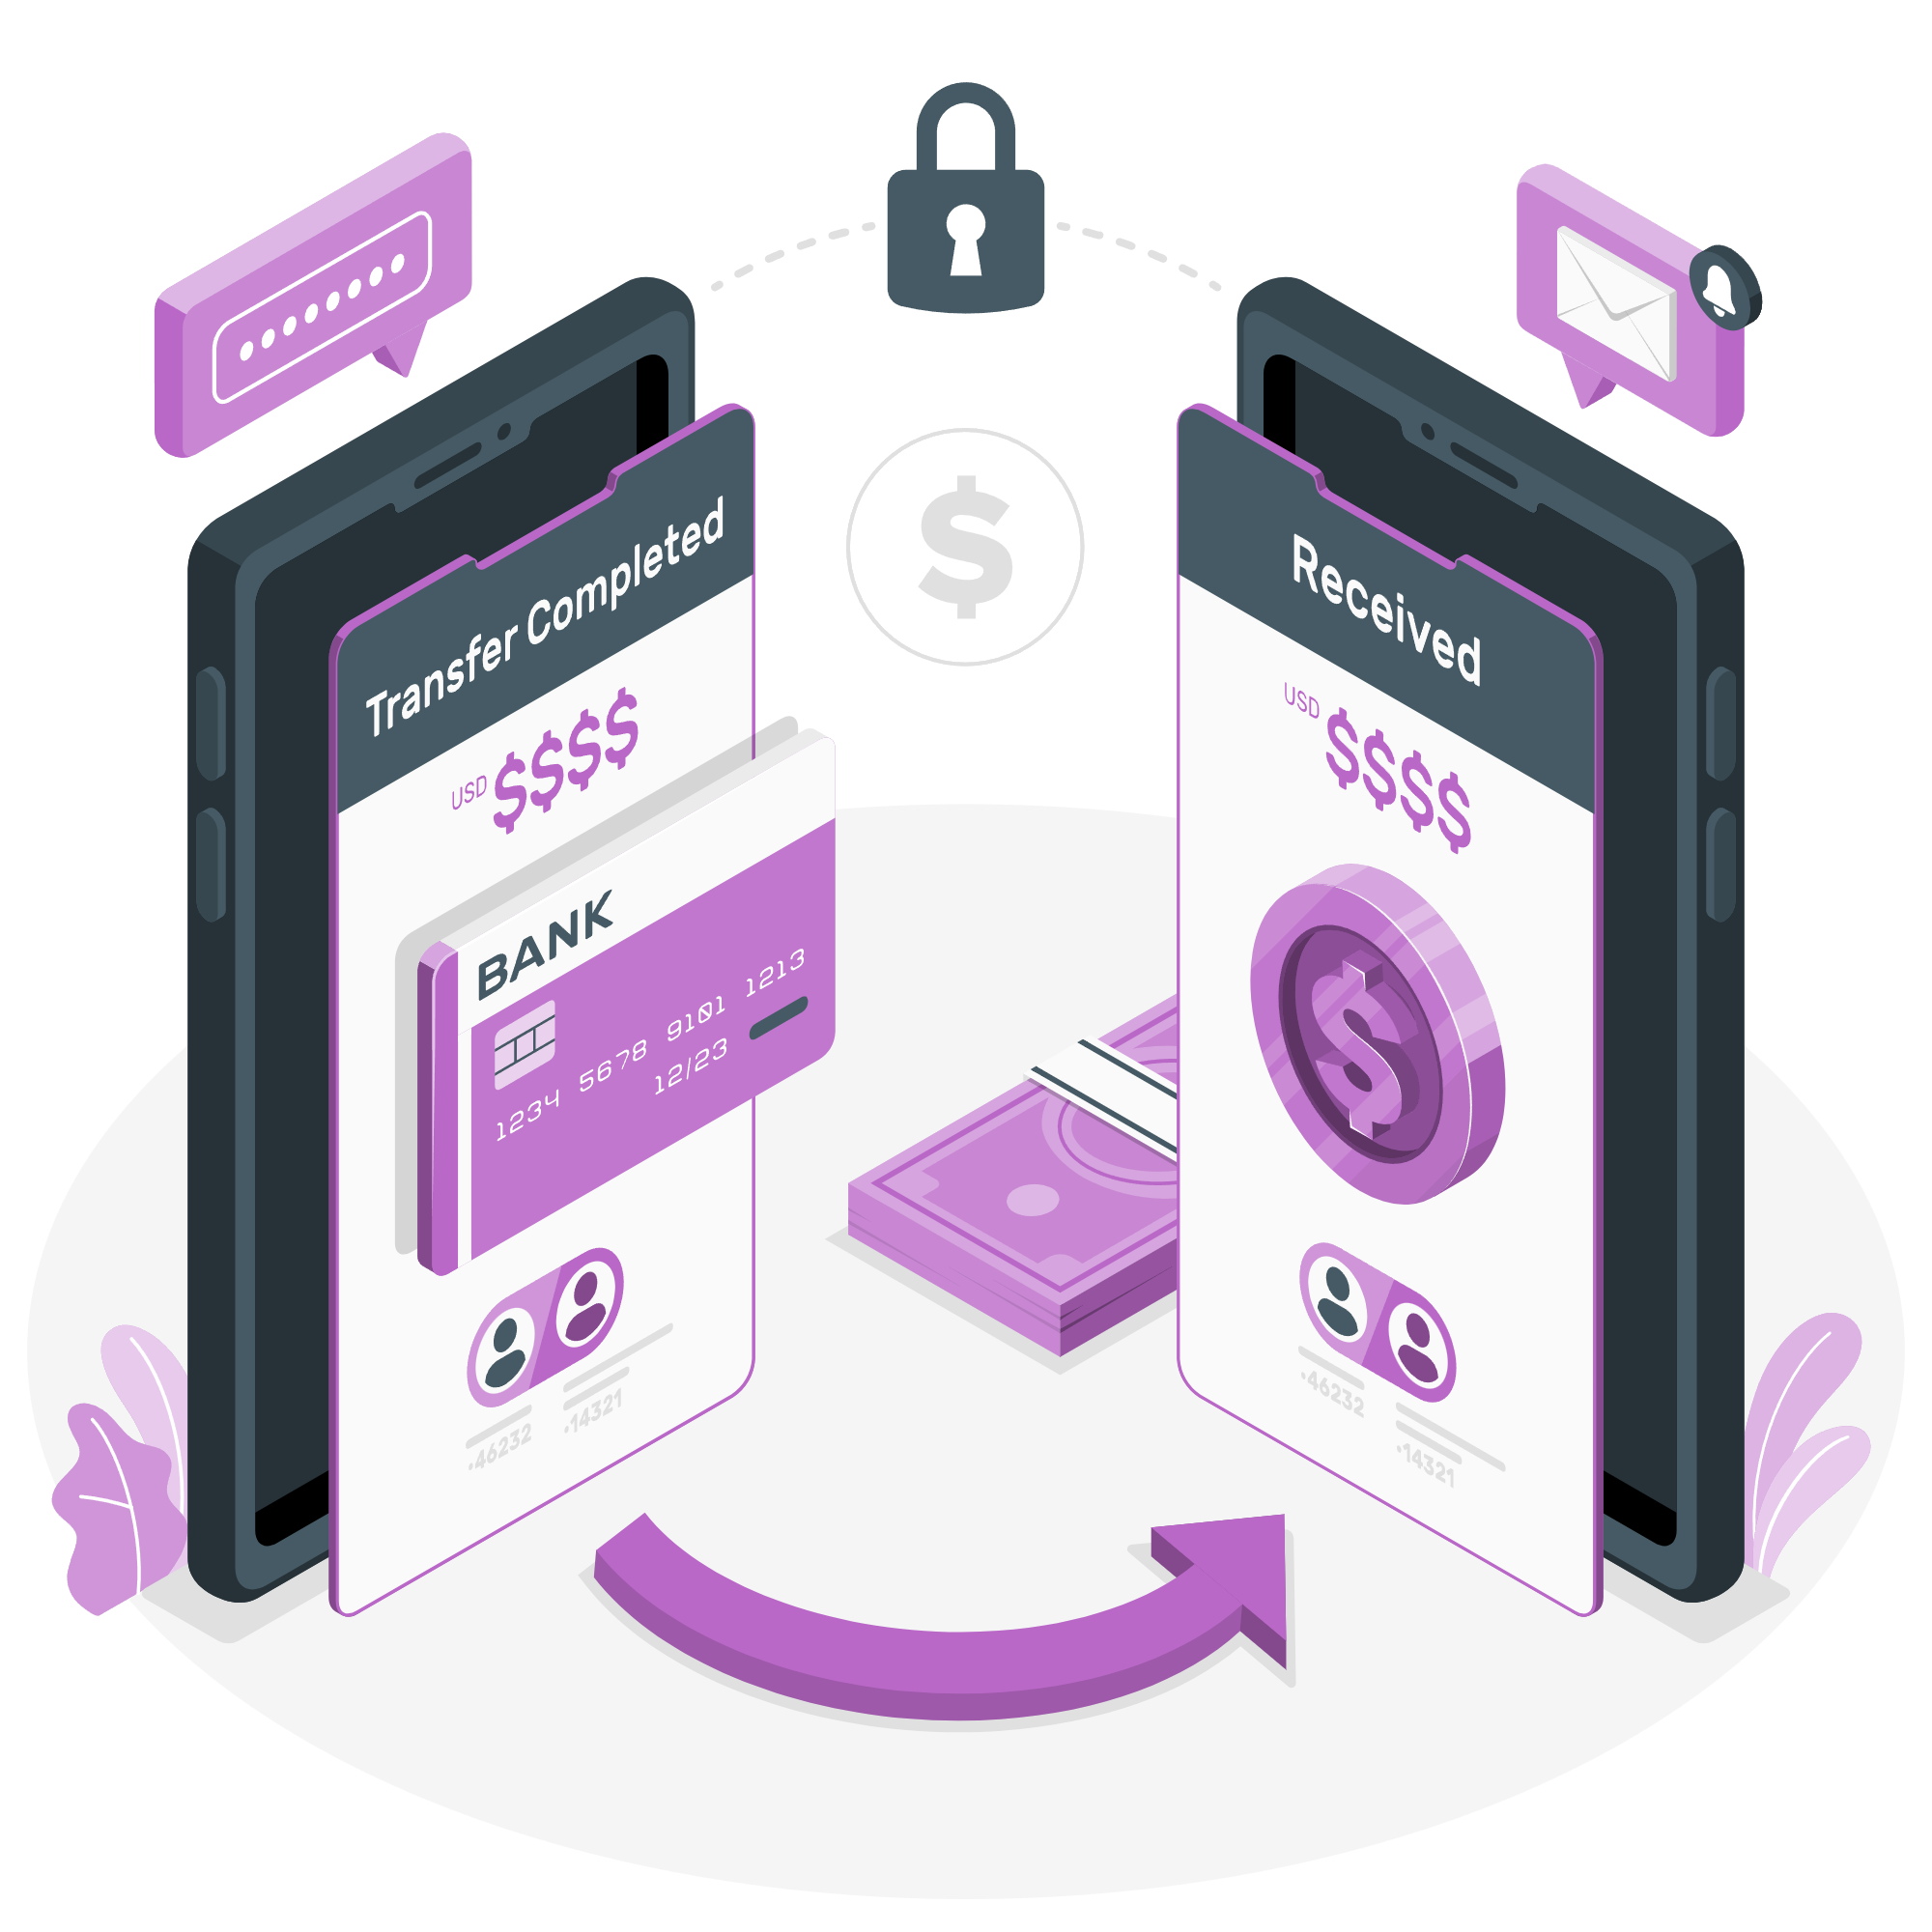 Transfer Completed
USD $$$$
BANK
1234 5678 9101 1213
12/23
·46232
·14321
$
Received
USD $$$$
$
·46232
·14321